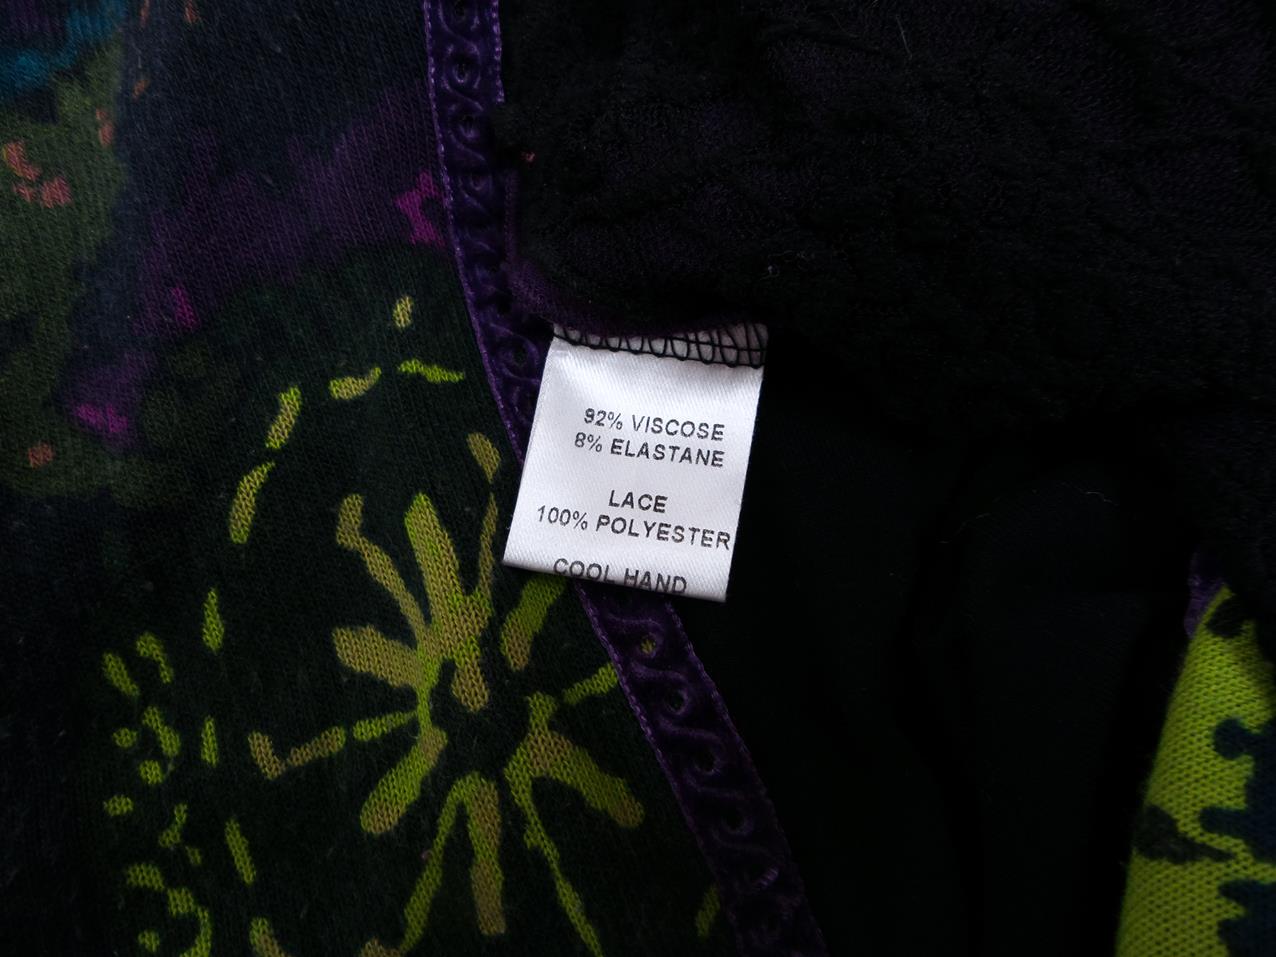 92% VISCOSE
8% ELASTANE
LACE
100% POLYESTER
COOL HAND